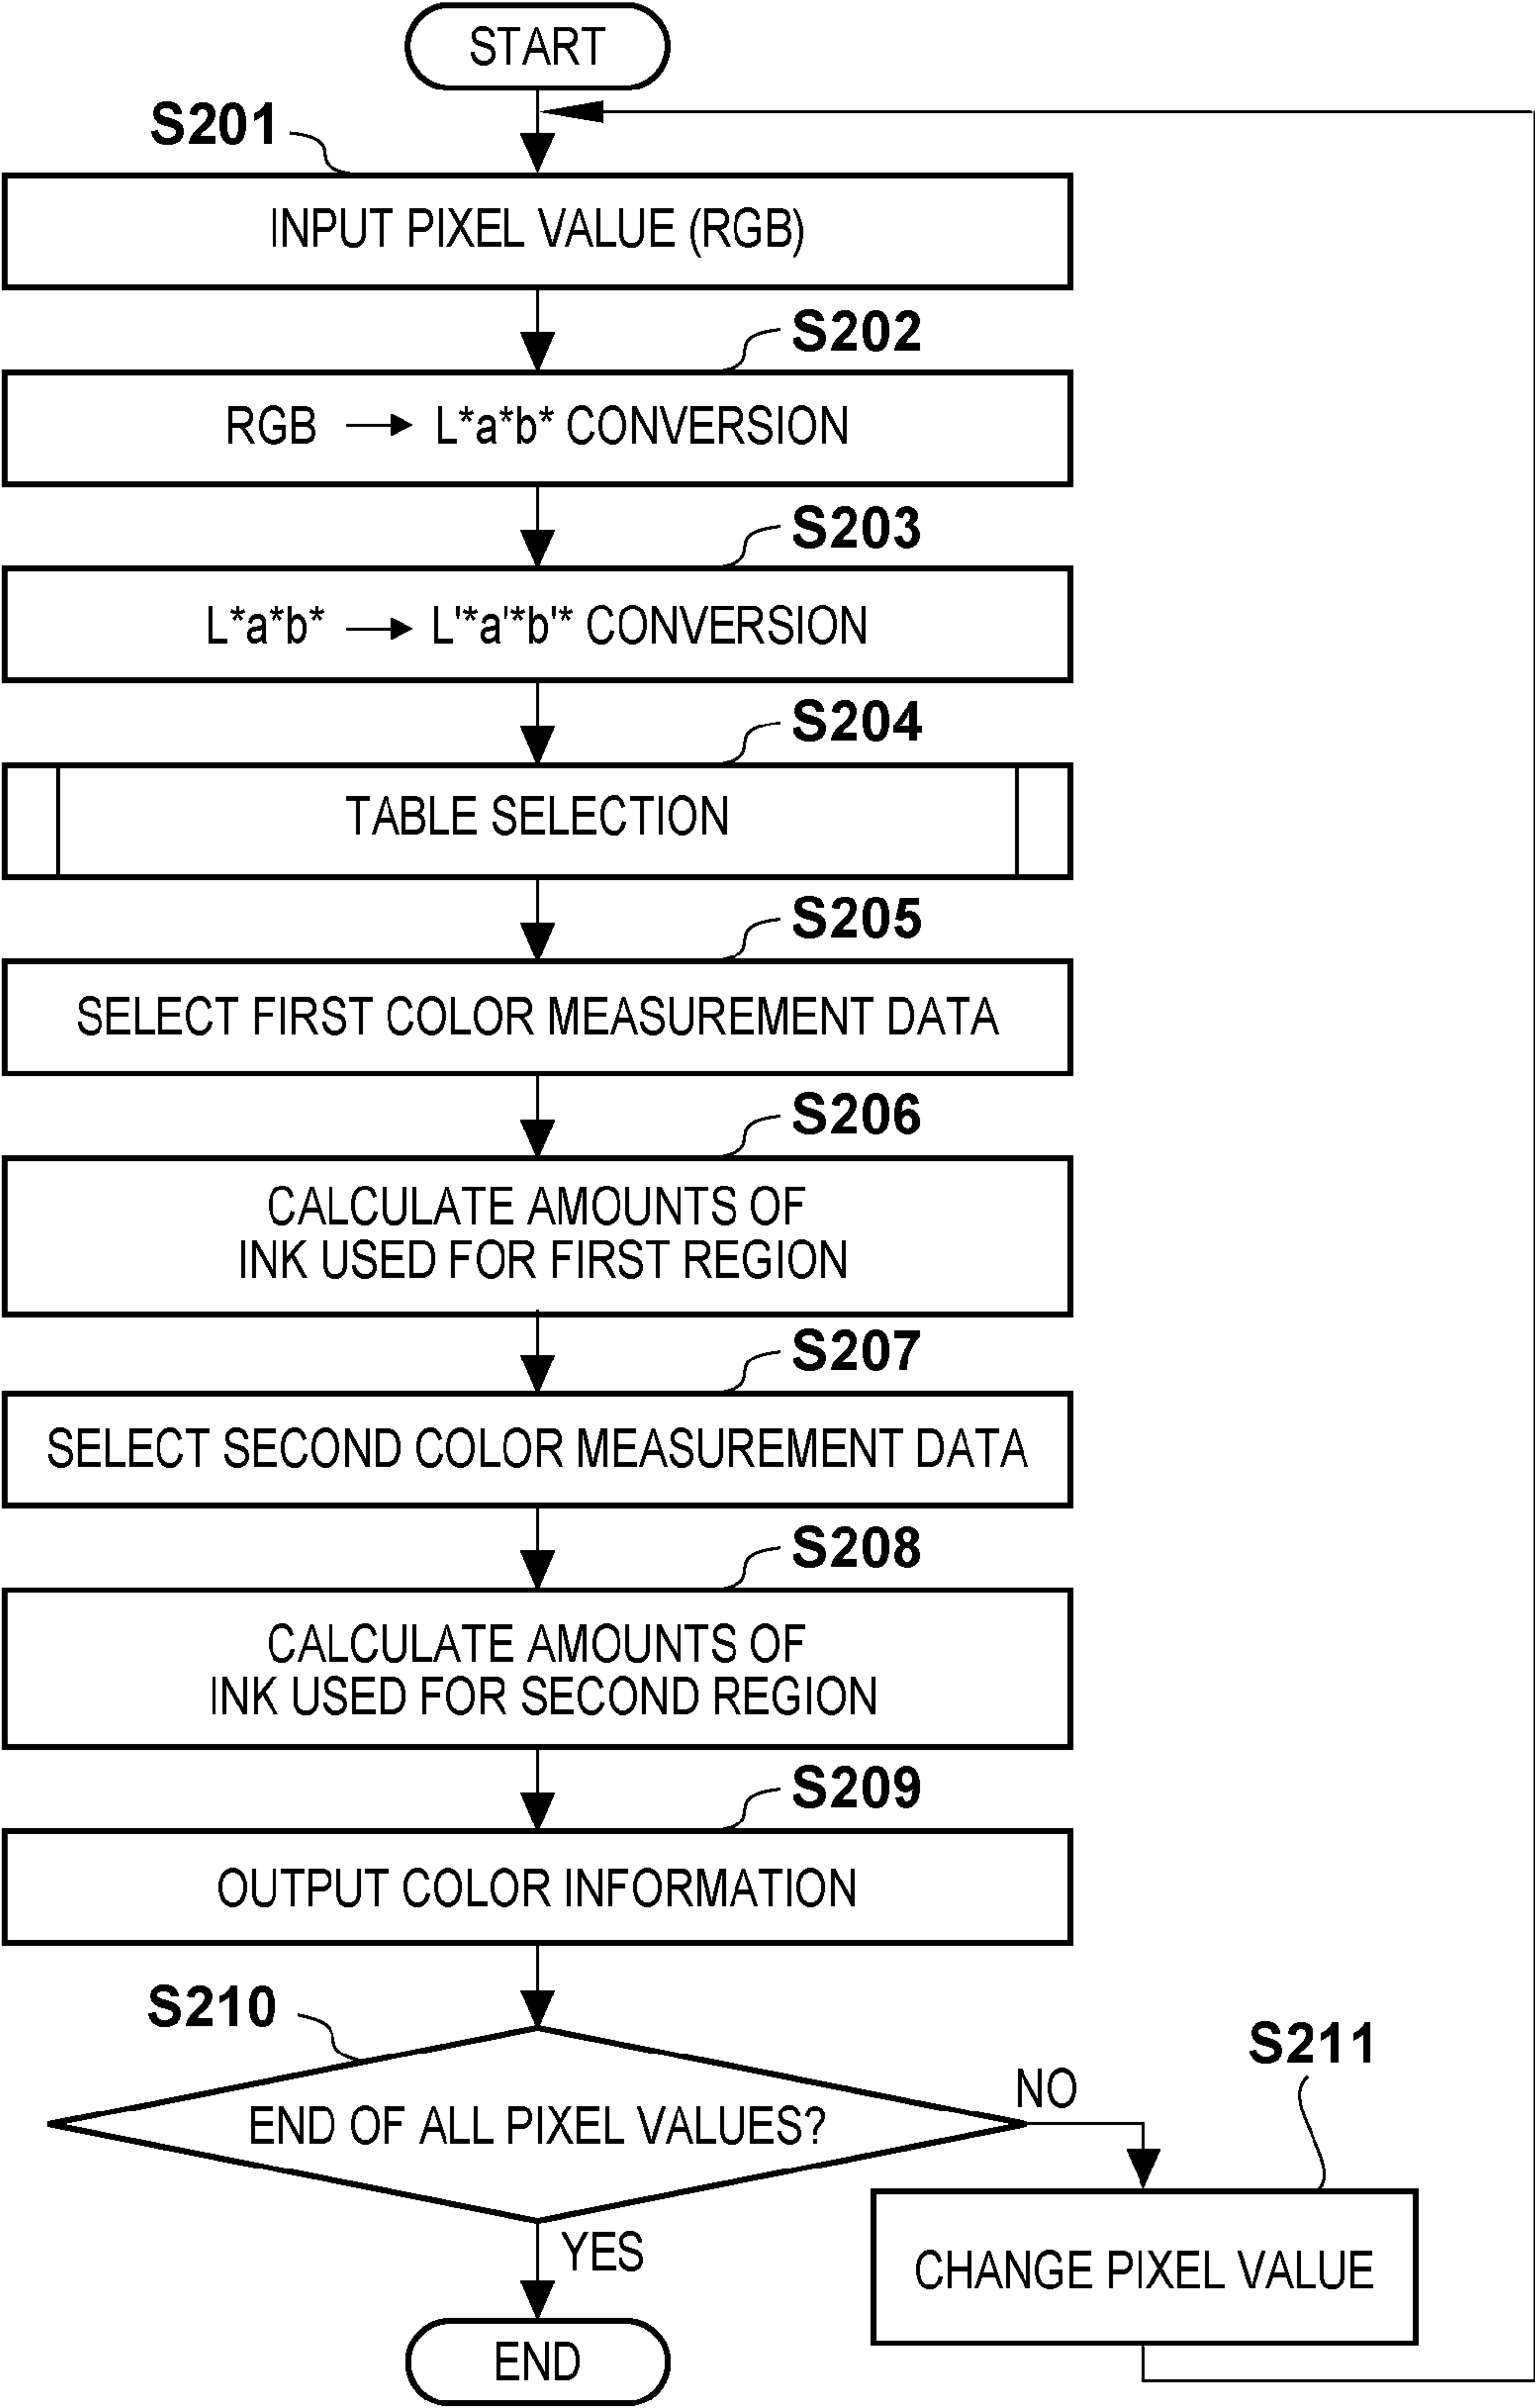 START
S201
INPUT PIXEL VALUE (RGB)
S202
RGB → L*a*b* CONVERSION
S203
L*a*b* → L'*a'*b'* CONVERSION
S204
TABLE SELECTION
S205
SELECT FIRST COLOR MEASUREMENT DATA
S206
CALCULATE AMOUNTS OF
INK USED FOR FIRST REGION
S207
SELECT SECOND COLOR MEASUREMENT DATA
S208
CALCULATE AMOUNTS OF
INK USED FOR SECOND REGION
S209
OUTPUT COLOR INFORMATION
S210
END OF ALL PIXEL VALUES?
NO
S211
CHANGE PIXEL VALUE
YES
END